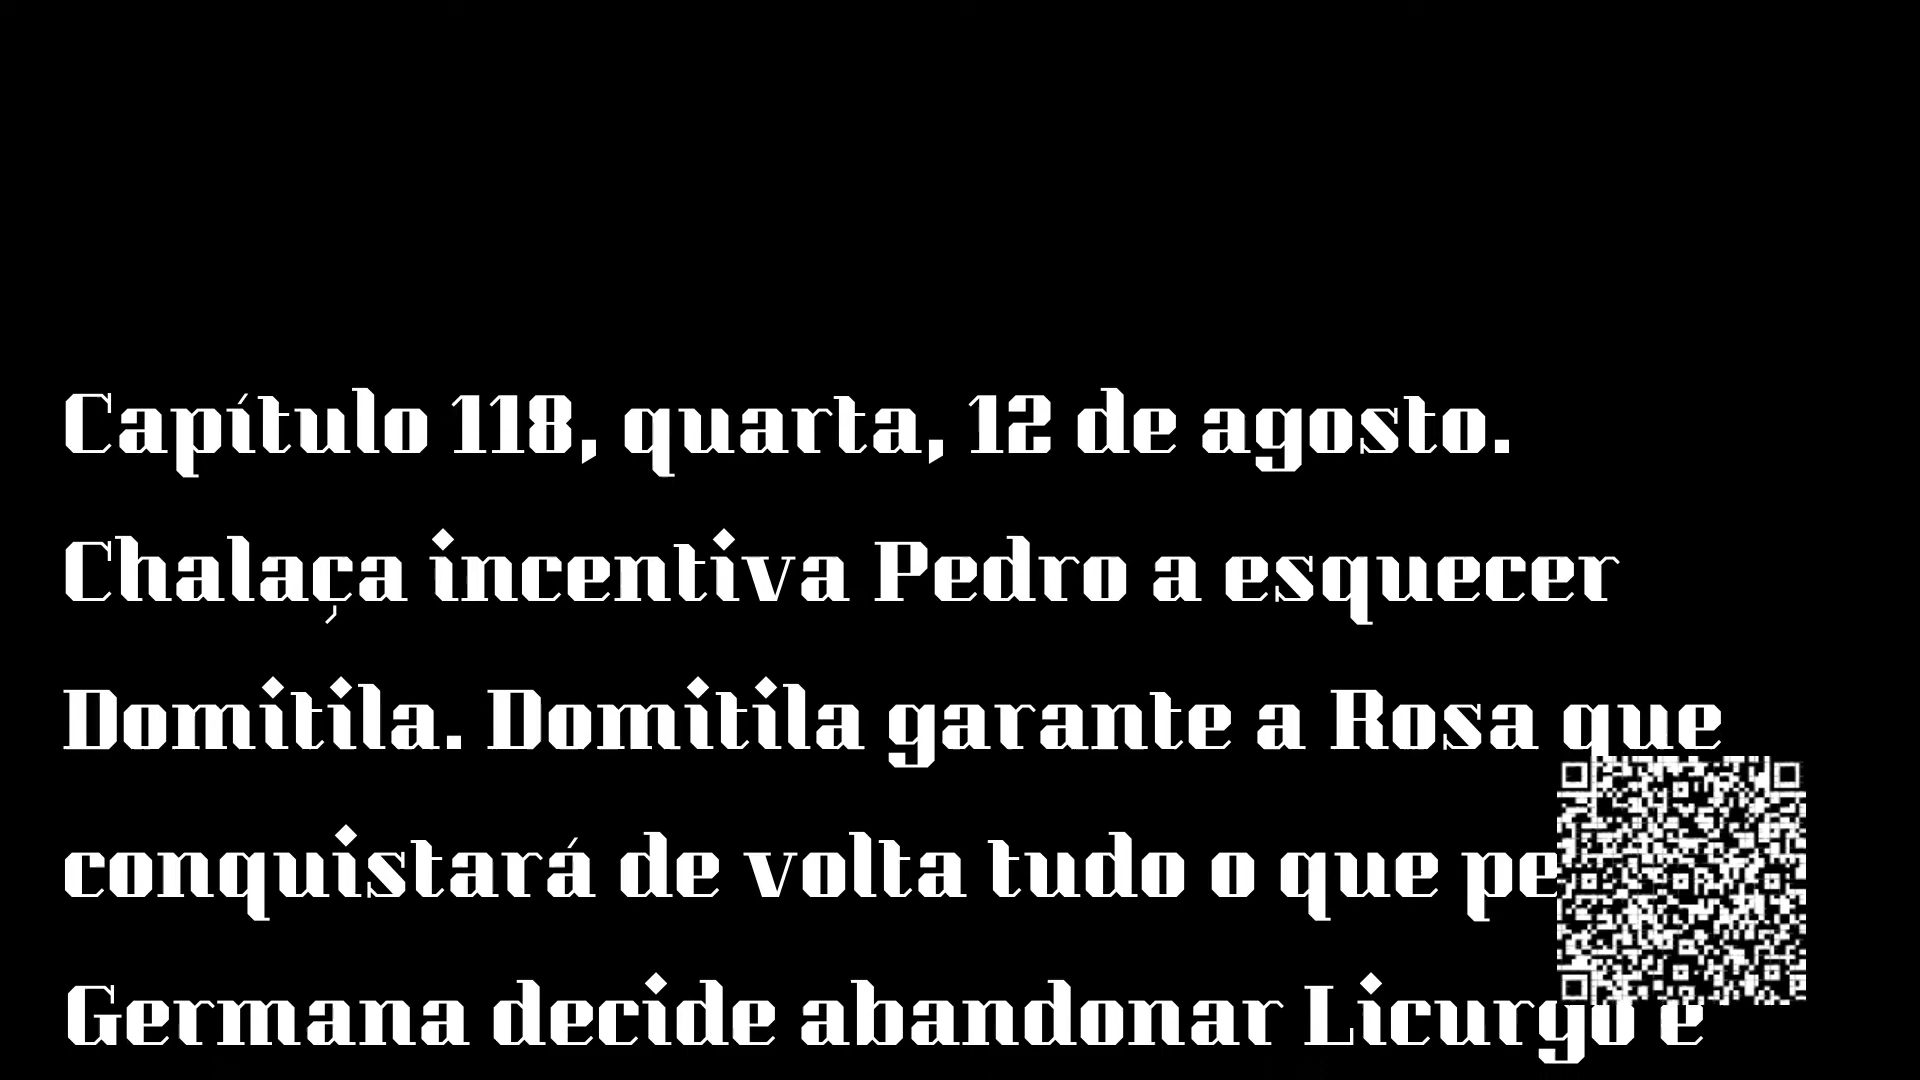 Capítulo 118, quarta, 12 de agosto.
Chalaça incentiva Pedro a esquecer
Domitila. Domitila garante a Rosa que
conquistará de volta tudo o que
Germana decide abandonar Licurgo e